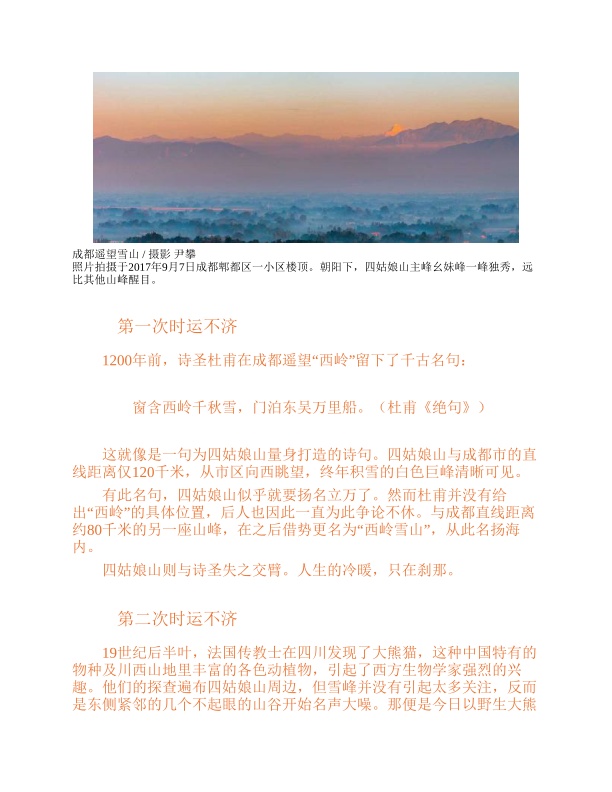 成都遥望雪山 / 摄影 尹攀
照片拍摄于2017年9月7日成都郫都区一小区楼顶。朝阳下，四姑娘山主峰幺妹峰一峰独秀，远
比其他山峰醒目。
第一次时运不济
1200年前，诗圣杜甫在成都遥望“西岭”留下了千古名句：
窗含西岭千秋雪，门泊东吴万里船。（杜甫《绝句》）
这就像是一句为四姑娘山量身打造的诗句。四姑娘山与成都市的直
线距离仅120千米，从市区向西眺望，终年积雪的白色巨峰清晰可见。
有此名句，四姑娘山似乎就要扬名立万了。然而杜甫并没有给
出“西岭”的具体位置，后人也因此一直为此争论不休。与成都直线距离
约80千米的另一座山峰，在之后借势更名为“西岭雪山”，从此名扬海
内。
四姑娘山则与诗圣失之交臂。人生的冷暖，只在刹那。
第二次时运不济
19世纪后半叶，法国传教士在四川发现了大熊猫，这种中国特有的
物种及川西山地里丰富的各色动植物，引起了西方生物学家强烈的兴
趣。他们的探查遍布四姑娘山周边，但雪峰并没有引起太多关注，反而
是东侧紧邻的几个不起眼的山谷开始名声大噪。那便是今日以野生大熊